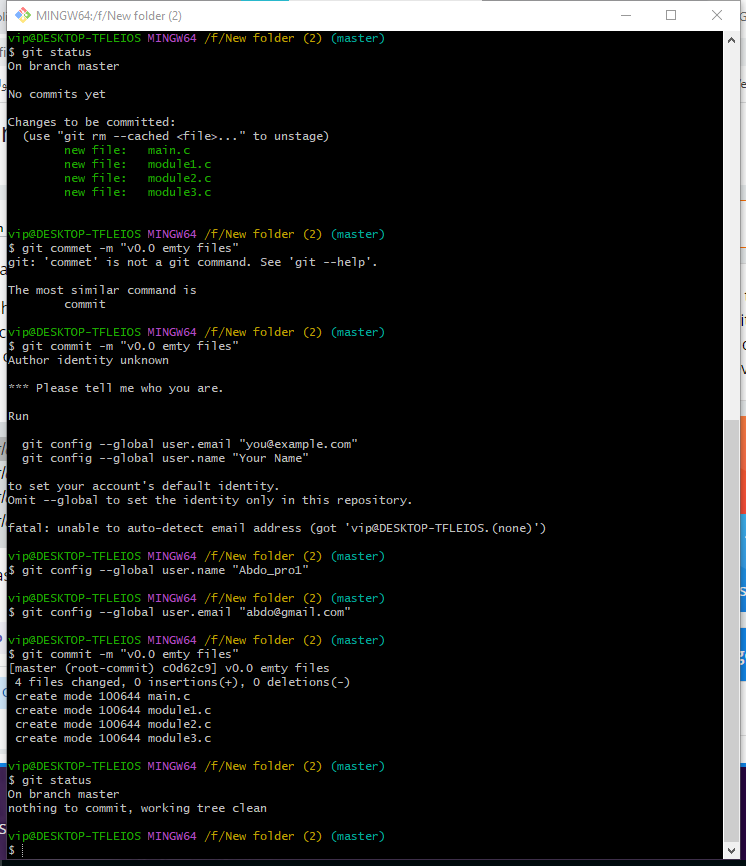 MINGW64:/f/New folder (2)
vip@DESKTOP-TFLEIOS MINGW64 /f/New folder (2) (master)
$ git status
On branch master
No commits yet
Changes to be committed:
(use "git rm --cached <file>..." to unstage)
new file: main.c
new file: module1.c
new file: module2.c
new file: module3.c
vip@DESKTOP-TFLEIOS MINGW64 /f/New folder (2) (master)
$ git commet -m "v0.0 emty files"
git: 'commet' is not a git command. See 'git --help'.
The most similar command is
commit
vip@DESKTOP-TFLEIOS MINGW64 /f/New folder (2) (master)
$ git commit -m "v0.0 emty files"
Author identity unknown
*** Please tell me who you are.
Run
git config --global user.email "you@example.com"
git config --global user.name "Your Name"
to set your account's default identity.
Omit --global to set the identity only in this repository.
fatal: unable to auto-detect email address (got 'vip@DESKTOP-TFLEIOS.(none)')
vip@DESKTOP-TFLEIOS MINGW64 /f/New folder (2) (master)
$ git config --global user.name "Abdo_pro1"
vip@DESKTOP-TFLEIOS MINGW64 /f/New folder (2) (master)
$ git config --global user.email "abdo@gmail.com"
vip@DESKTOP-TFLEIOS MINGW64 /f/New folder (2) (master)
$ git commit -m "v0.0 emty files"
[master (root-commit) c0d62c9] v0.0 emty files
4 files changed, 0 insertions(+), 0 deletions(-)
create mode 100644 main.c
create mode 100644 module1.c
create mode 100644 module2.c
create mode 100644 module3.c
vip@DESKTOP-TFLEIOS MINGW64 /f/New folder (2) (master)
$ git status
On branch master
nothing to commit, working tree clean
vip@DESKTOP-TFLEIOS MINGW64 /f/New folder (2) (master)
$